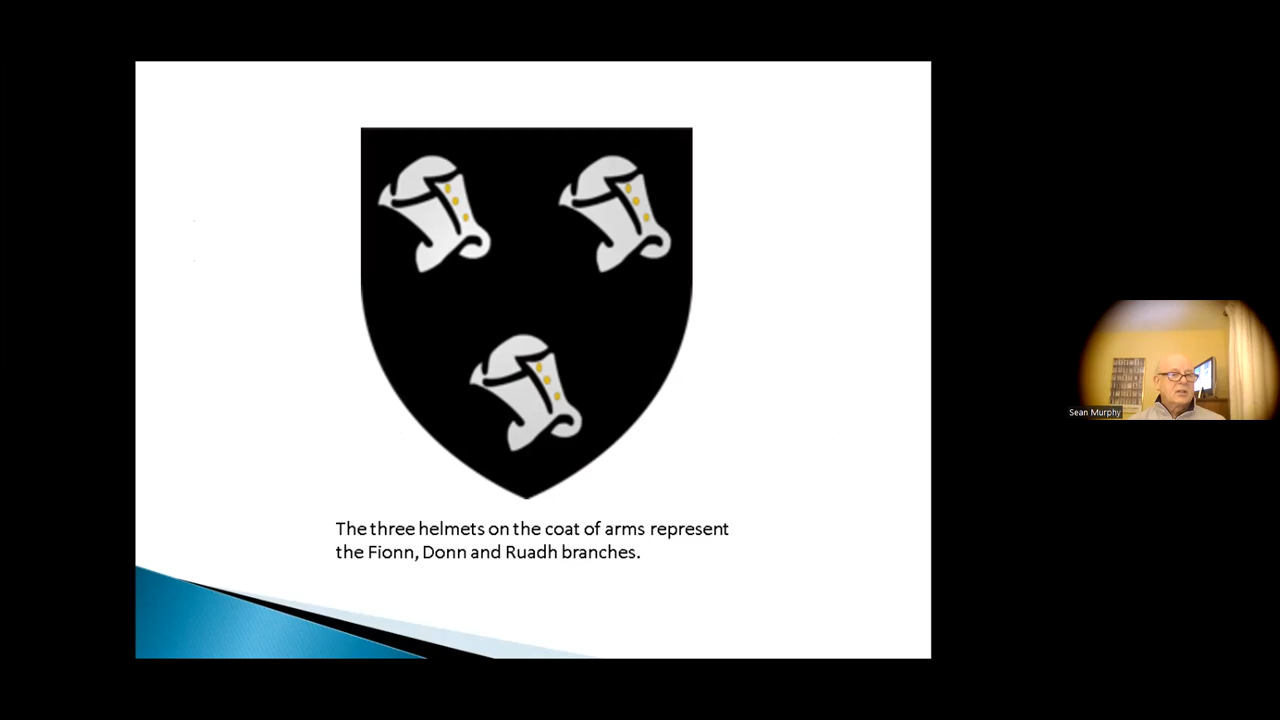 The three helmets on the coat of arms represent
the Fionn, Donn and Ruadh branches.
Sean Murphy